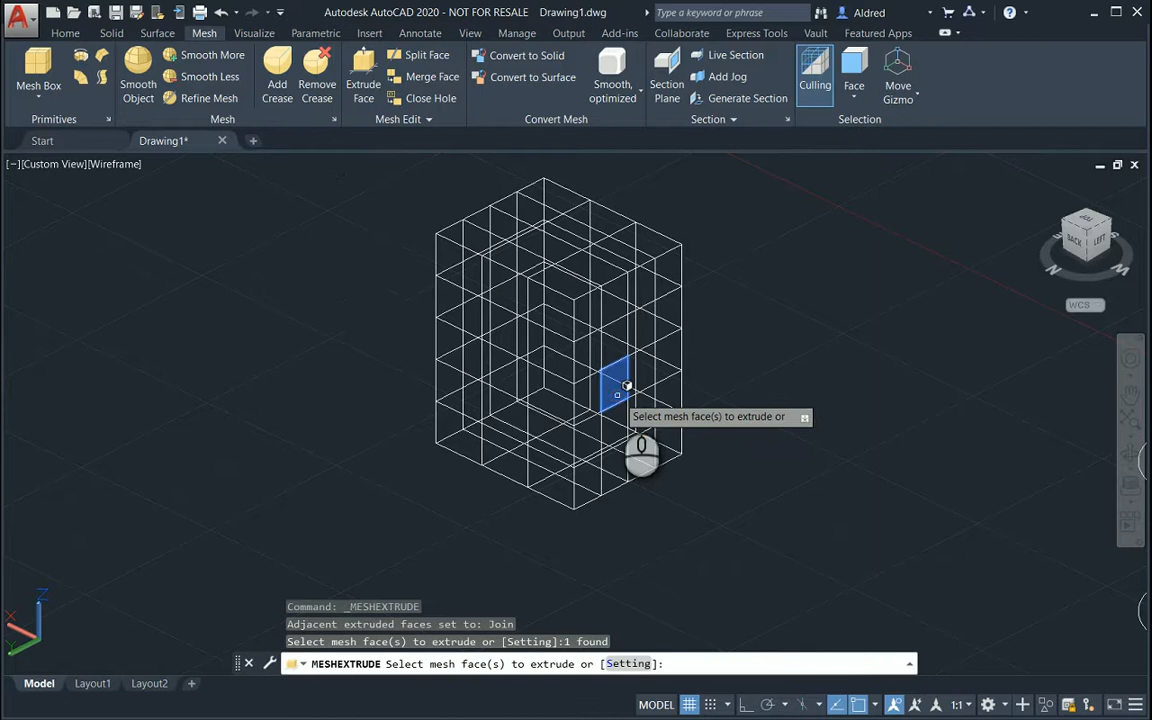 Autodesk AutoCAD 2020 - NOT FOR RESALE Drawing1.dwg
Type a keyword or phrase
Aldred
Home Solid Surface Mesh Visualize Parametric Insert Annotate View Manage Output Add-ins Collaborate Express Tools Vault Featured Apps
Mesh Box
Primitives
Smooth Object
Smooth More
Smooth Less
Refine Mesh
Add Crease
Remove Crease
Mesh
Extrude Face
Split Face
Merge Face
Close Hole
Mesh Edit
Convert to Solid
Convert to Surface
Smooth, optimized
Convert Mesh
Section Plane
Live Section
Add Jog
Generate Section
Section
Culling
Face
Move Gizmo
Selection
Start
Drawing1*
[−][Custom View][Wireframe]
TOP
BACK
LEFT
N
WCS
Select mesh face(s) to extrude or
Z
X
Y
Command: _MESHEXTRUDE
Adjacent extruded faces set to: Join
Select mesh face(s) to extrude or [Setting]:1 found
MESHEXTRUDE Select mesh face(s) to extrude or [Setting]:
Model Layout1 Layout2
MODEL
1:1